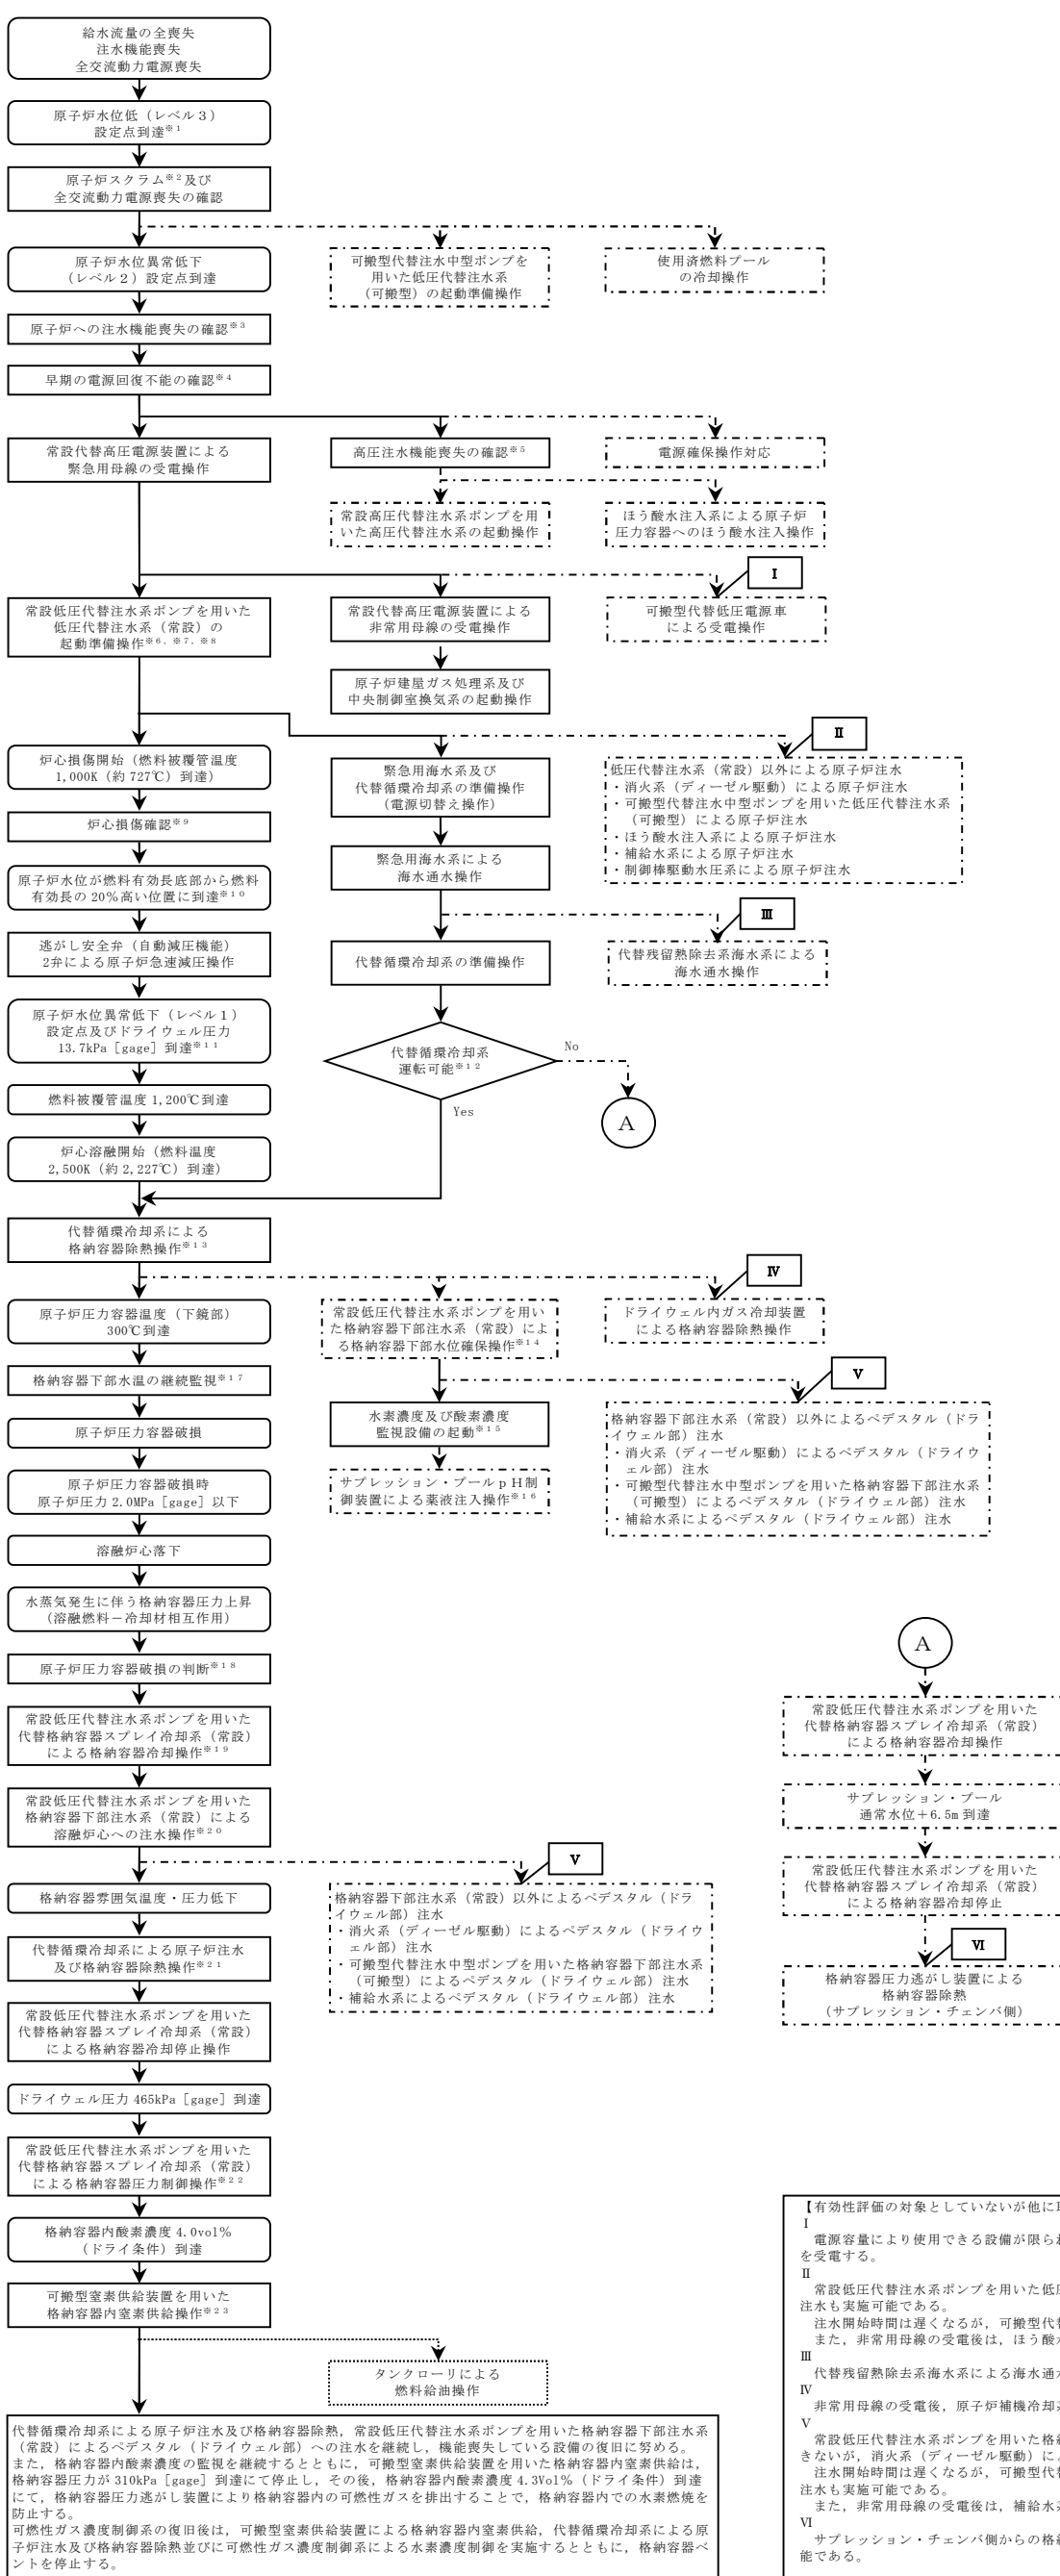 給水流量の全喪失
注水機能喪失
全交流動力電源喪失
原子炉水位低（レベル３）
設定点到達※１
原子炉スクラム※２及び
全交流動力電源喪失の確認
原子炉水位異常低下
（レベル２）設定点到達
可搬型代替注水中型ポンプを
用いた低圧代替注水系
（可搬型）の起動準備操作
使用済燃料プール
の冷却操作
原子炉への注水機能喪失の確認※３
早期の電源回復不能の確認※４
常設代替高圧電源装置による
緊急用母線の受電操作
高圧注水機能喪失の確認※５
電源確保操作対応
常設高圧代替注水系ポンプを用
いた高圧代替注水系の起動操作
ほう酸水注入系による原子炉
圧力容器へのほう酸水注入操作
Ⅰ
常設低圧代替注水系ポンプを用いた
低圧代替注水系（常設）の
起動準備操作※６，※７，※８
常設代替高圧電源装置による
非常用母線の受電操作
可搬型代替低圧電源車
による受電操作
原子炉建屋ガス処理系及び
中央制御室換気系の起動操作
Ⅱ
炉心損傷開始（燃料被覆管温度
1,000K（約 727℃）到達）
緊急用海水系及び
代替循環冷却系の準備操作
（電源切替え操作）
低圧代替注水系（常設）以外による原子炉注水
・消火系（ディーゼル駆動）による原子炉注水
・可搬型代替注水中型ポンプを用いた低圧代替注水系
（可搬型）による原子炉注水
・ほう酸水注入系による原子炉注水
・補給水系による原子炉注水
・制御棒駆動水圧系による原子炉注水
炉心損傷確認※９
緊急用海水系による
海水通水操作
原子炉水位が燃料有効長底部から燃料
有効長の 20％高い位置に到達※１０
Ⅲ
逃がし安全弁（自動減圧機能）
2弁による原子炉急速減圧操作
代替循環冷却系の準備操作
代替残留熱除去系海水系による
海水通水操作
原子炉水位異常低下（レベル１）
設定点及びドライウェル圧力
13.7kPa［gage］到達※１１
代替循環冷却系
運転可能※１２
No
Yes
A
燃料被覆管温度 1,200℃到達
炉心溶融開始（燃料温度
2,500K（約 2,227℃）到達）
代替循環冷却系による
格納容器除熱操作※１３
Ⅳ
原子炉圧力容器温度（下鏡部）
300℃到達
常設低圧代替注水系ポンプを用い
た格納容器下部注水系（常設）によ
る格納容器下部水位確保操作※１４
ドライウェル内ガス冷却装置
による格納容器除熱操作
格納容器下部水温の継続監視※１７
Ⅴ
原子炉圧力容器破損
水素濃度及び酸素濃度
監視設備の起動※１５
格納容器下部注水系（常設）以外によるペデスタル（ドラ
イウェル部）注水
・消火系（ディーゼル駆動）によるペデスタル（ドライウ
ェル部）注水
・可搬型代替注水中型ポンプを用いた格納容器下部注水系
（可搬型）によるペデスタル（ドライウェル部）注水
・補給水系によるペデスタル（ドライウェル部）注水
原子炉圧力容器破損時
原子炉圧力 2.0MPa［gage］以下
サプレッション・プールｐＨ制
御装置による薬液注入操作※１６
溶融炉心落下
水蒸気発生に伴う格納容器圧力上昇
（溶融燃料－冷却材相互作用）
原子炉圧力容器破損の判断※１８
A
常設低圧代替注水系ポンプを用いた
代替格納容器スプレイ冷却系（常設）
による格納容器冷却操作※１９
常設低圧代替注水系ポンプを用いた
代替格納容器スプレイ冷却系（常設）
による格納容器冷却操作
常設低圧代替注水系ポンプを用いた
格納容器下部注水系（常設）による
溶融炉心への注水操作※２０
サプレッション・プール
通常水位＋6.5m 到達
Ⅴ
格納容器雰囲気温度・圧力低下
格納容器下部注水系（常設）以外によるペデスタル（ドラ
イウェル部）注水
・消火系（ディーゼル駆動）によるペデスタル（ドライウ
ェル部）注水
・可搬型代替注水中型ポンプを用いた格納容器下部注水系
（可搬型）によるペデスタル（ドライウェル部）注水
・補給水系によるペデスタル（ドライウェル部）注水
常設低圧代替注水系ポンプを用いた
代替格納容器スプレイ冷却系（常設）
による格納容器冷却停止
代替循環冷却系による原子炉注水
及び格納容器除熱操作※２１
Ⅵ
格納容器圧力逃がし装置による
格納容器除熱
（サプレッション・チェンバ側）
常設低圧代替注水系ポンプを用いた
代替格納容器スプレイ冷却系（常設）
による格納容器冷却停止操作
ドライウェル圧力 465kPa［gage］到達
常設低圧代替注水系ポンプを用いた
代替格納容器スプレイ冷却系（常設）
による格納容器圧力制御操作※２２
格納容器内酸素濃度 4.0vol％
（ドライ条件）到達
可搬型窒素供給装置を用いた
格納容器内窒素供給操作※２３
タンクローリによる
燃料給油操作
代替循環冷却系による原子炉注水及び格納容器除熱，常設低圧代替注水系ポンプを用いた格納容器下部注水系
（常設）によるペデスタル（ドライウェル部）への注水を継続し，機能喪失している設備の復旧に努める。
また，格納容器内酸素濃度の監視を継続するとともに，可搬型窒素供給装置を用いた格納容器内窒素供給は，
格納容器圧力が 310kPa［gage］到達にて停止し，その後，格納容器内酸素濃度 4.3Vol％（ドライ条件）到達
にて，格納容器圧力逃がし装置により格納容器内の可燃性ガスを排出することで，格納容器内での水素燃焼を
防止する。
可燃性ガス濃度制御系の復旧後は，可搬型窒素供給装置による格納容器内窒素供給，代替循環冷却系による原
子炉注水及び格納容器除熱並びに可燃性ガス濃度制御系による水素濃度制御を実施するとともに，格納容器ベ
ントを停止する。
【有効性評価の対象としていないが他に
Ⅰ
電源容量により使用できる設備が限ら
を受電する。
Ⅱ
常設低圧代替注水系ポンプを用いた低
注水も実施可能である。
注水開始時間は遅くなるが，可搬型代
また，非常用母線の受電後は，ほう酸
Ⅲ
代替残留熱除去系海水系による海水通
Ⅳ
非常用母線の受電後，原子炉補機冷却
Ⅴ
常設低圧代替注水系ポンプを用いた格
きないが，消火系（ディーゼル駆動）に
注水開始時間は遅くなるが，可搬型代
注水も実施可能である。
また，非常用母線の受電後は，補給水
Ⅵ
サプレッション・チェンバ側からの格
能である。